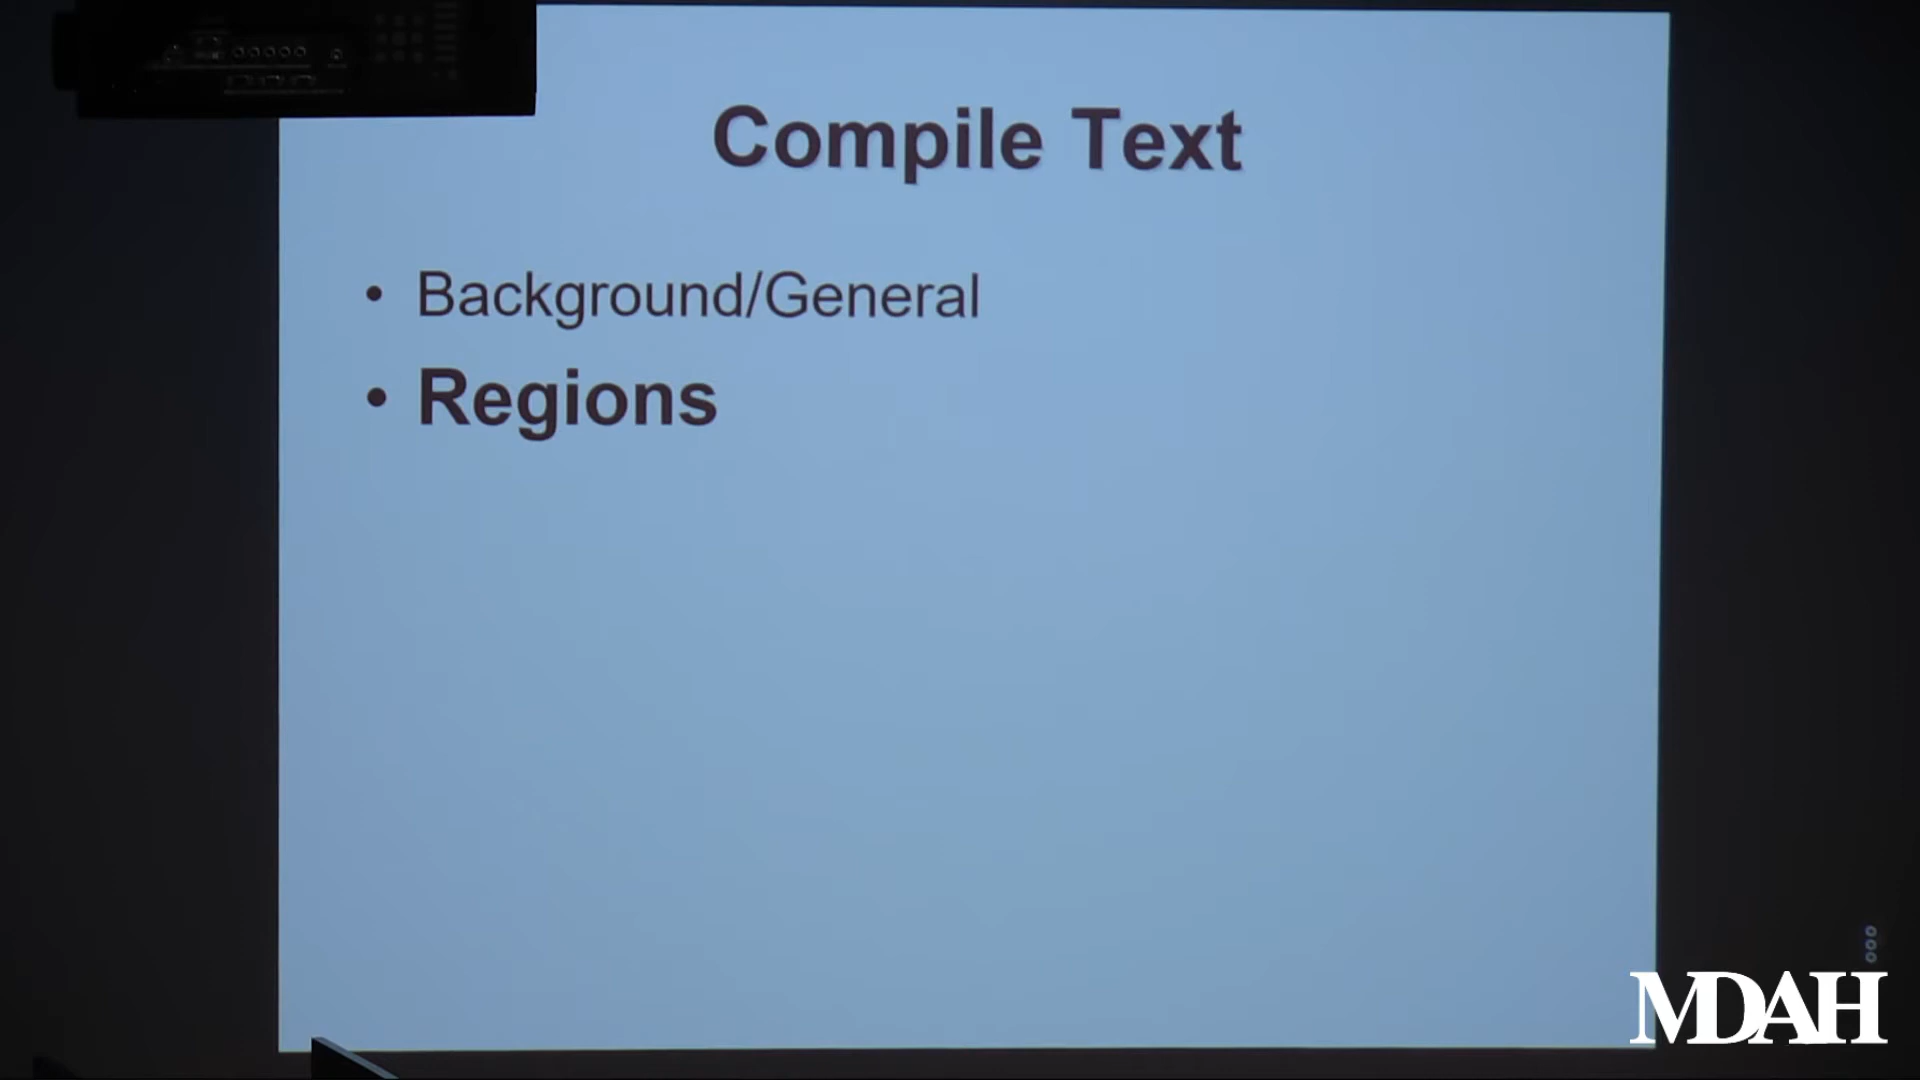 Compile Text
• Background/General
• Regions
MDAH